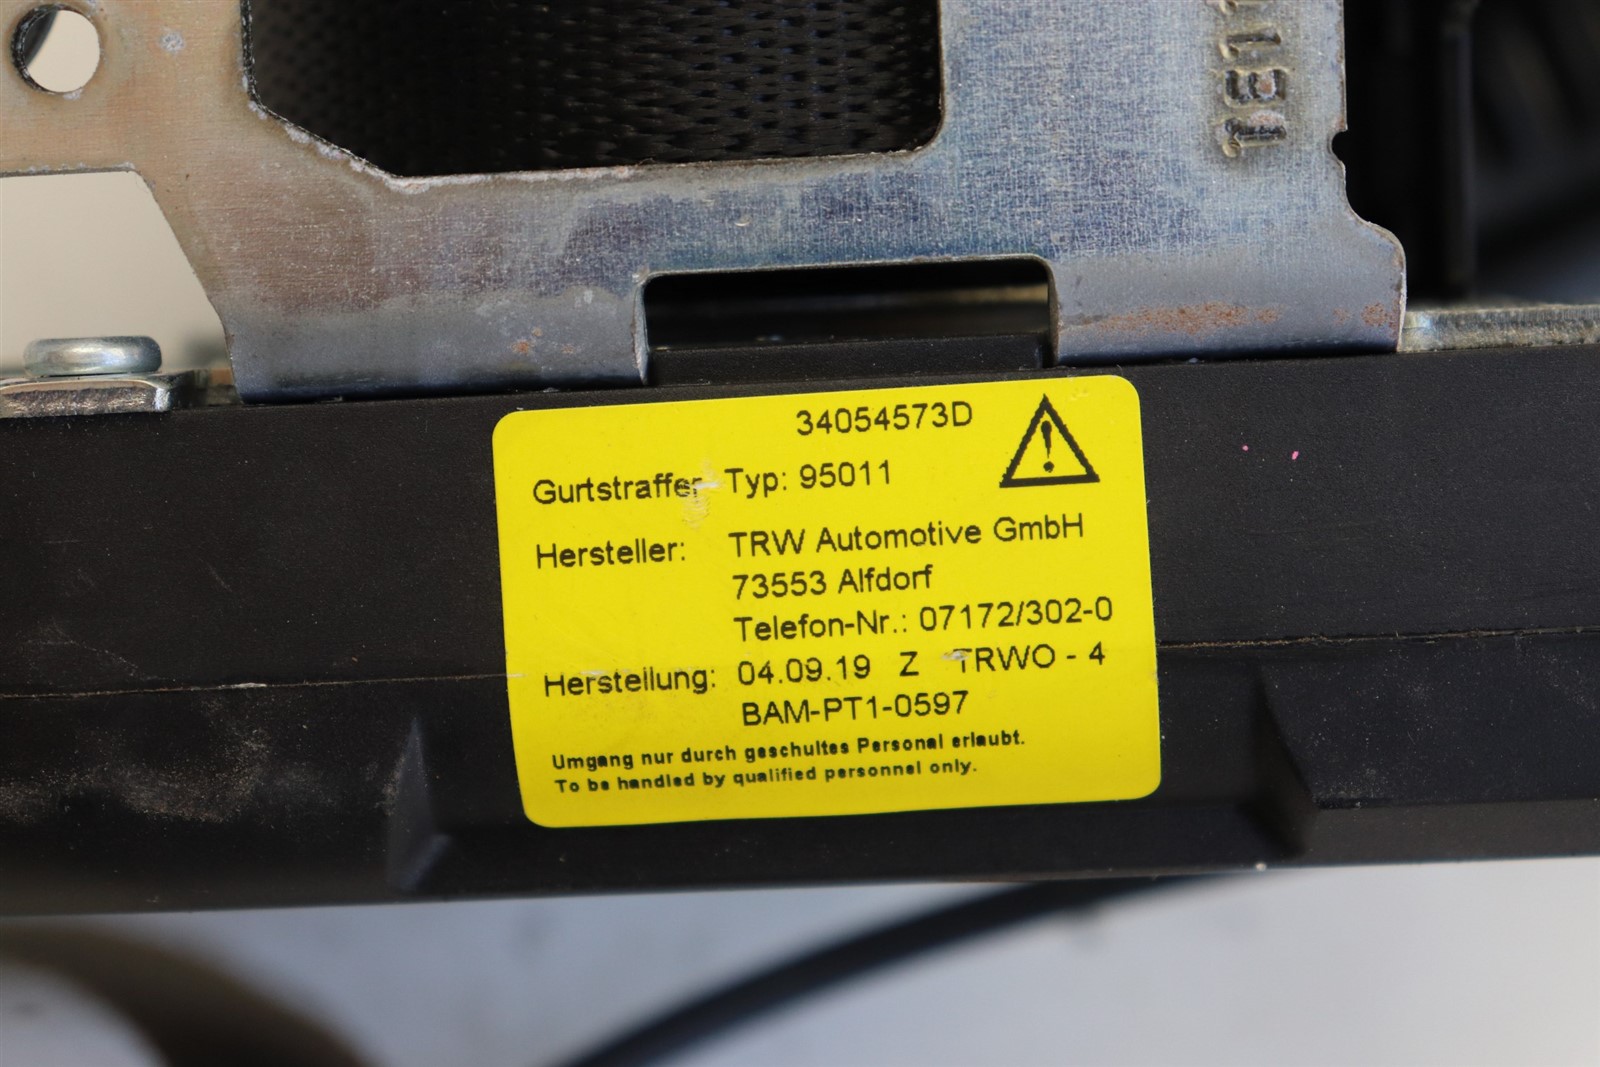 34054573D
Gurtstraffer Typ: 95011
Hersteller: TRW Automotive GmbH
73553 Alfdorf
Telefon-Nr.: 07172/302-0
Herstellung: 04.09.19 Z TRWO - 4
BAM-PT1-0597
Umgang nur durch geschultes Personal erlaubt.
To be handled by qualified personnel only.